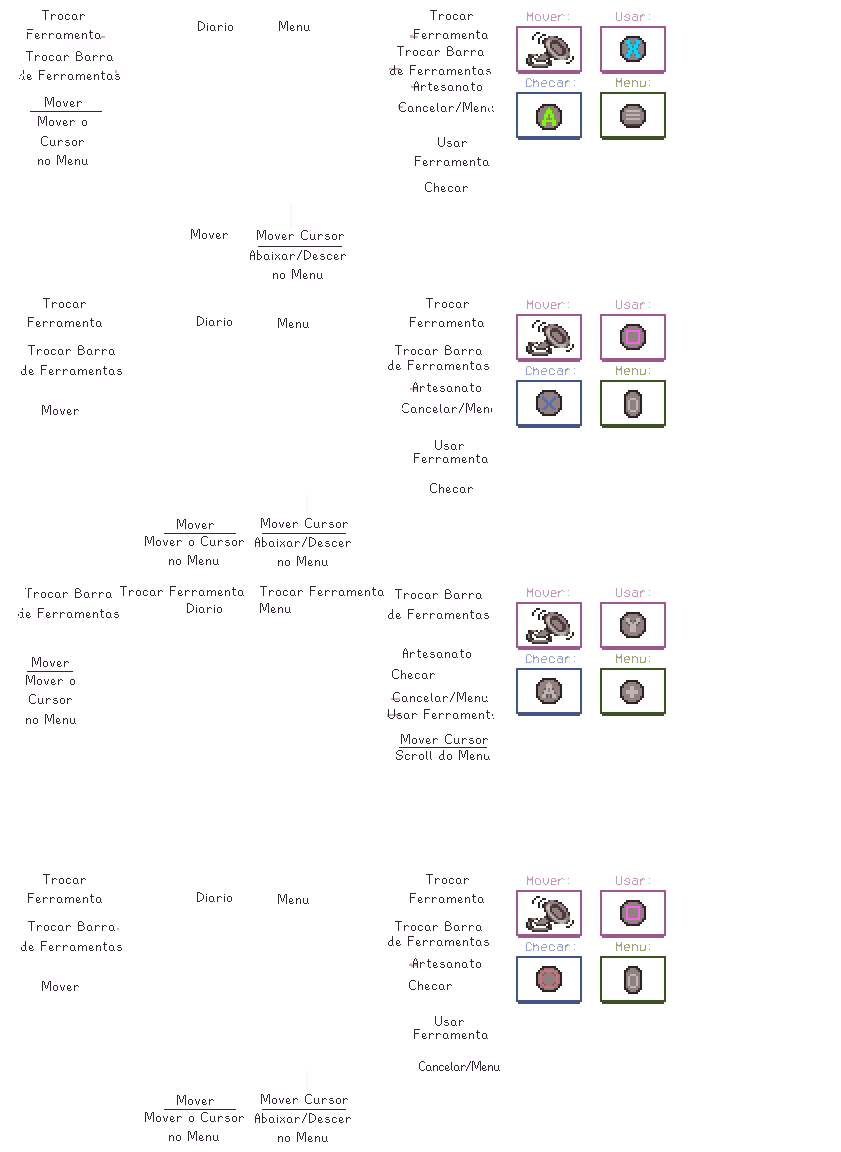 Trocar
Ferramenta
Trocar Barra
de Ferramentas
Mover
Mover o
Cursor
no Menu
Diario
Menu
Mover
Mover Cursor
Abaixar/Descer
no Menu
Trocar
Ferramenta
Trocar Barra
de Ferramentas
Artesanato
Cancelar/Menu
Usar
Ferramenta
Checar
Mover:
Usar:
X
Checar:
Menu:
A
Trocar
Ferramenta
Trocar Barra
de Ferramentas
Mover
Diario
Menu
Mover
Mover o Cursor
no Menu
Mover Cursor
Abaixar/Descer
no Menu
Trocar
Ferramenta
Trocar Barra
de Ferramentas
Artesanato
Cancelar/Menu
Usar
Ferramenta
Checar
Mover:
Usar:
Checar:
Menu:
Trocar Barra
de Ferramentas
Mover
Mover o
Cursor
no Menu
Trocar Ferramenta
Diario
Trocar Ferramenta
Menu
Trocar Barra
de Ferramentas
Artesanato
Checar
Cancelar/Menu
Usar Ferramenta
Mover Cursor
Scroll do Menu
Mover:
Usar:
Y
Checar:
Menu:
A
Trocar
Ferramenta
Trocar Barra
de Ferramentas
Mover
Diario
Menu
Mover
Mover o Cursor
no Menu
Mover Cursor
Abaixar/Descer
no Menu
Trocar
Ferramenta
Trocar Barra
de Ferramentas
Artesanato
Checar
Usar
Ferramenta
Cancelar/Menu
Mover:
Usar:
Checar:
Menu: